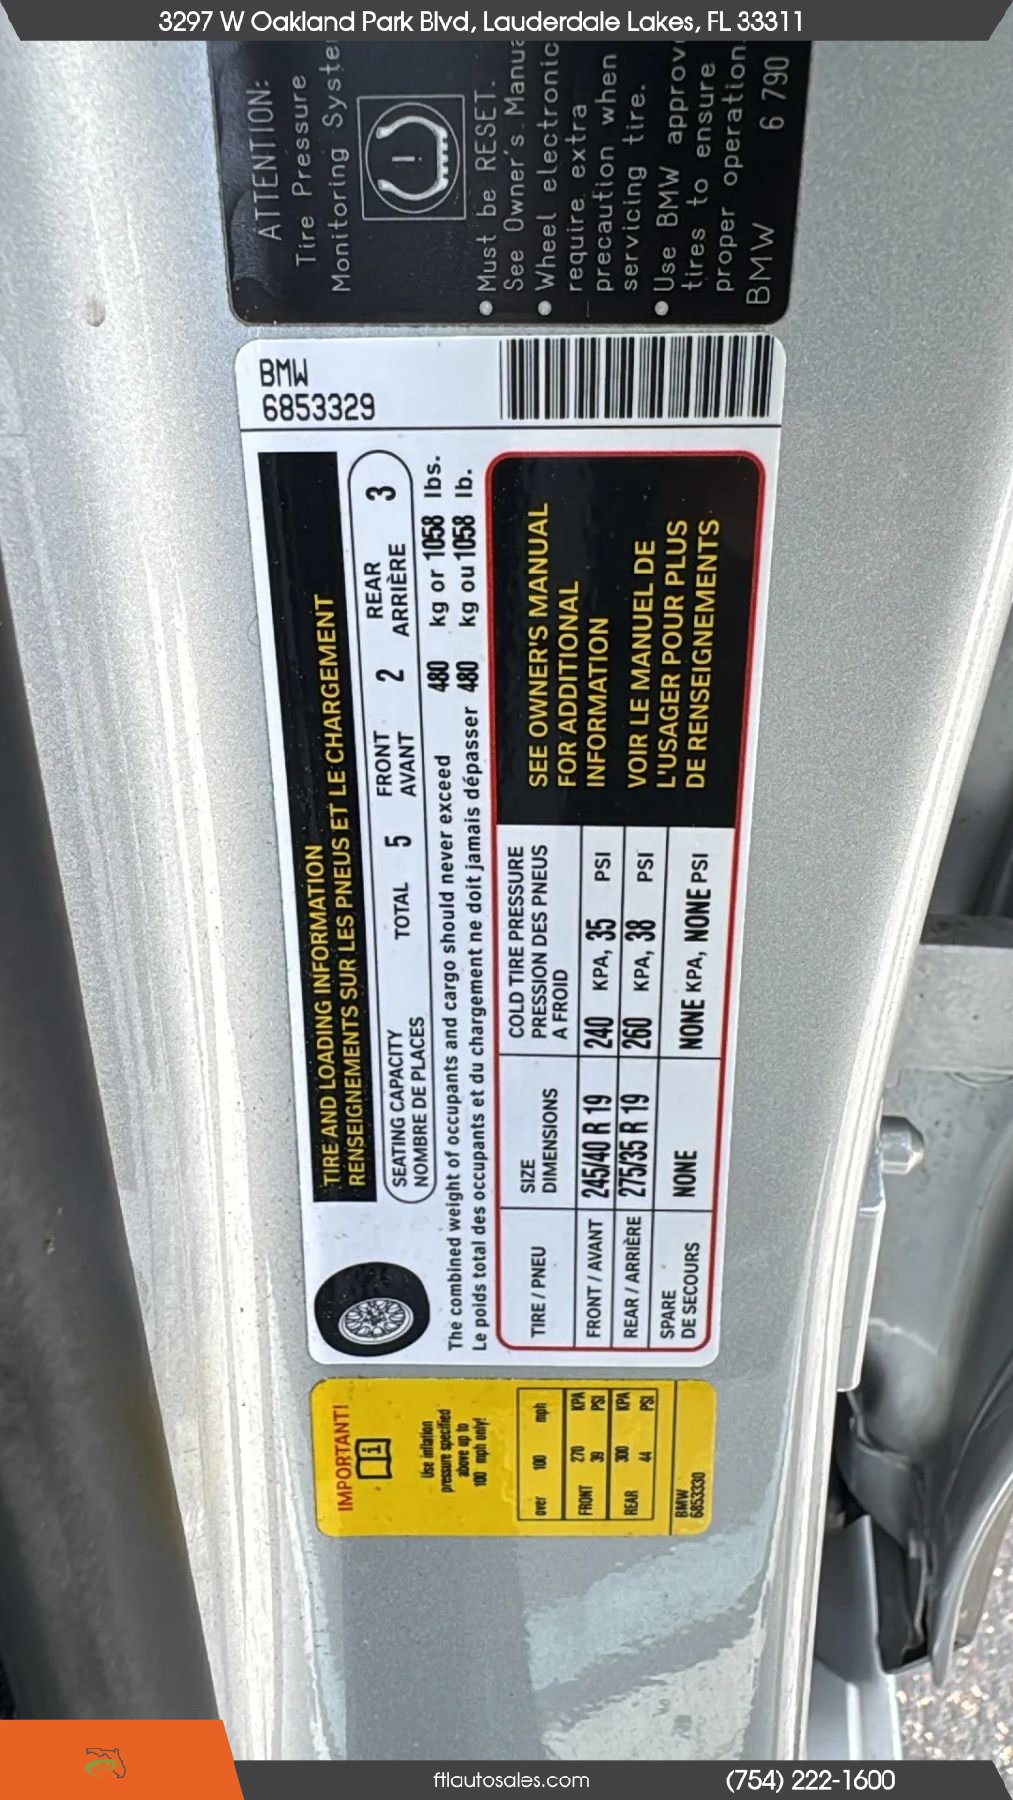 3297 W Oakland Park Blvd, Lauderdale Lakes, FL 33311
ATTENTION:
Tire Pressure
Monitoring
!
• Must be RESET.
See Owner's
• Wheel
require extra
precaution when
servicing tire.
• Use BMW
tires to ensure
proper operation
BMW 6 790
BMW
6853329
TIRE AND LOADING INFORMATION
RENSEIGNEMENTS SUR LES PNEUS ET LE CHARGEMENT
SEATING CAPACITY
NOMBRE DE PLACES
TOTAL 5
FRONT
AVANT
2
REAR
ARRIÈRE
3
The combined weight of occupants and cargo should never exceed 480 kg or 1058 lbs.
Le poids total des occupants et du chargement ne doit jamais dépasser 480 kg ou 1058 lb.
TIRE / PNEU
SIZE
DIMENSIONS
COLD TIRE PRESSURE
PRESSION DES PNEUS
A FROID
FRONT / AVANT 245/40 R 19 240 KPA, 35 PSI
REAR / ARRIÈRE 275/35 R 19 260 KPA, 38 PSI
SPARE
DE SECOURS
NONE NONE KPA, NONE PSI
SEE OWNER'S MANUAL
FOR ADDITIONAL
INFORMATION
VOIR LE MANUEL DE
L'USAGER POUR PLUS
DE RENSEIGNEMENTS
IMPORTANT!
i
Use inflation
pressure specified
above up to
100 mph only!
over 100 mph
FRONT 270 KPA
39 PSI
REAR 300 KPA
44 PSI
BMW
6853330
ftlautosales.com
(754) 222-1600